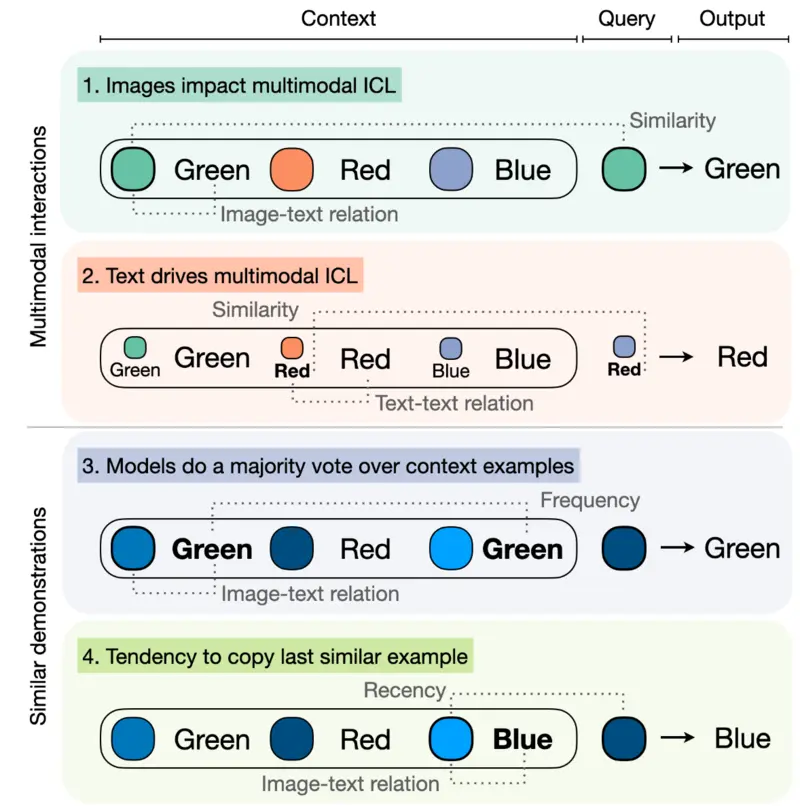 Context Query Output
Multimodal interactions
1. Images impact multimodal ICL
Similarity
Green Red Blue Green
Image-text relation
2. Text drives multimodal ICL
Similarity
Green Green Red Red Blue Blue Red Red
Text-text relation
Similar demonstrations
3. Models do a majority vote over context examples
Frequency
Green Red Green Green
Image-text relation
4. Tendency to copy last similar example
Recency
Green Red Blue Blue
Image-text relation